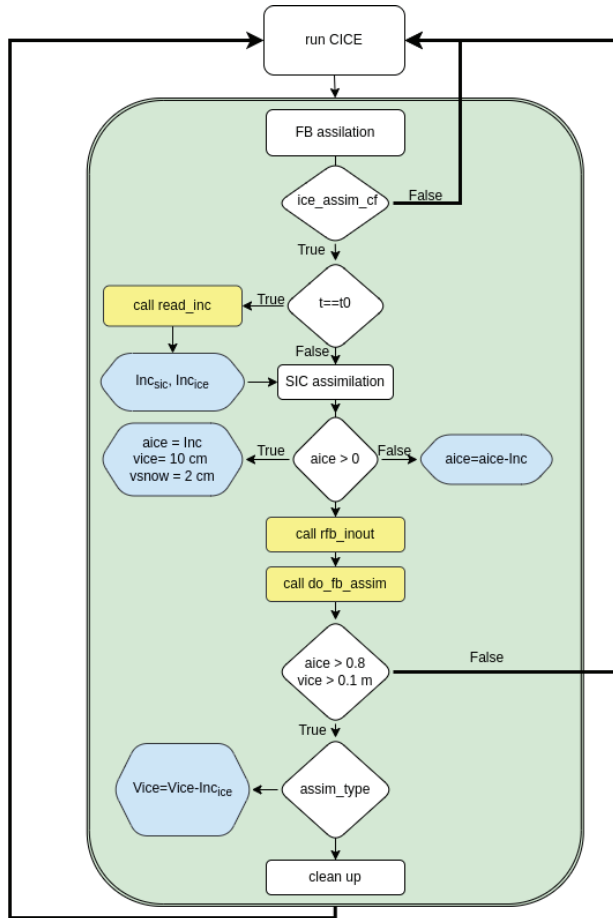 run CICE
FB assilation
ice_assim_cf
False
True
t==t0
True
call read_inc
False
Incsic, Incice
SIC assimilation
aice = Inc
vice= 10 cm
vsnow = 2 cm
True
aice > 0
False
aice=aice-Inc
call rfb_inout
call do_fb_assim
aice > 0.8
vice > 0.1 m
False
True
Vice=Vice-Incice
assim_type
clean up